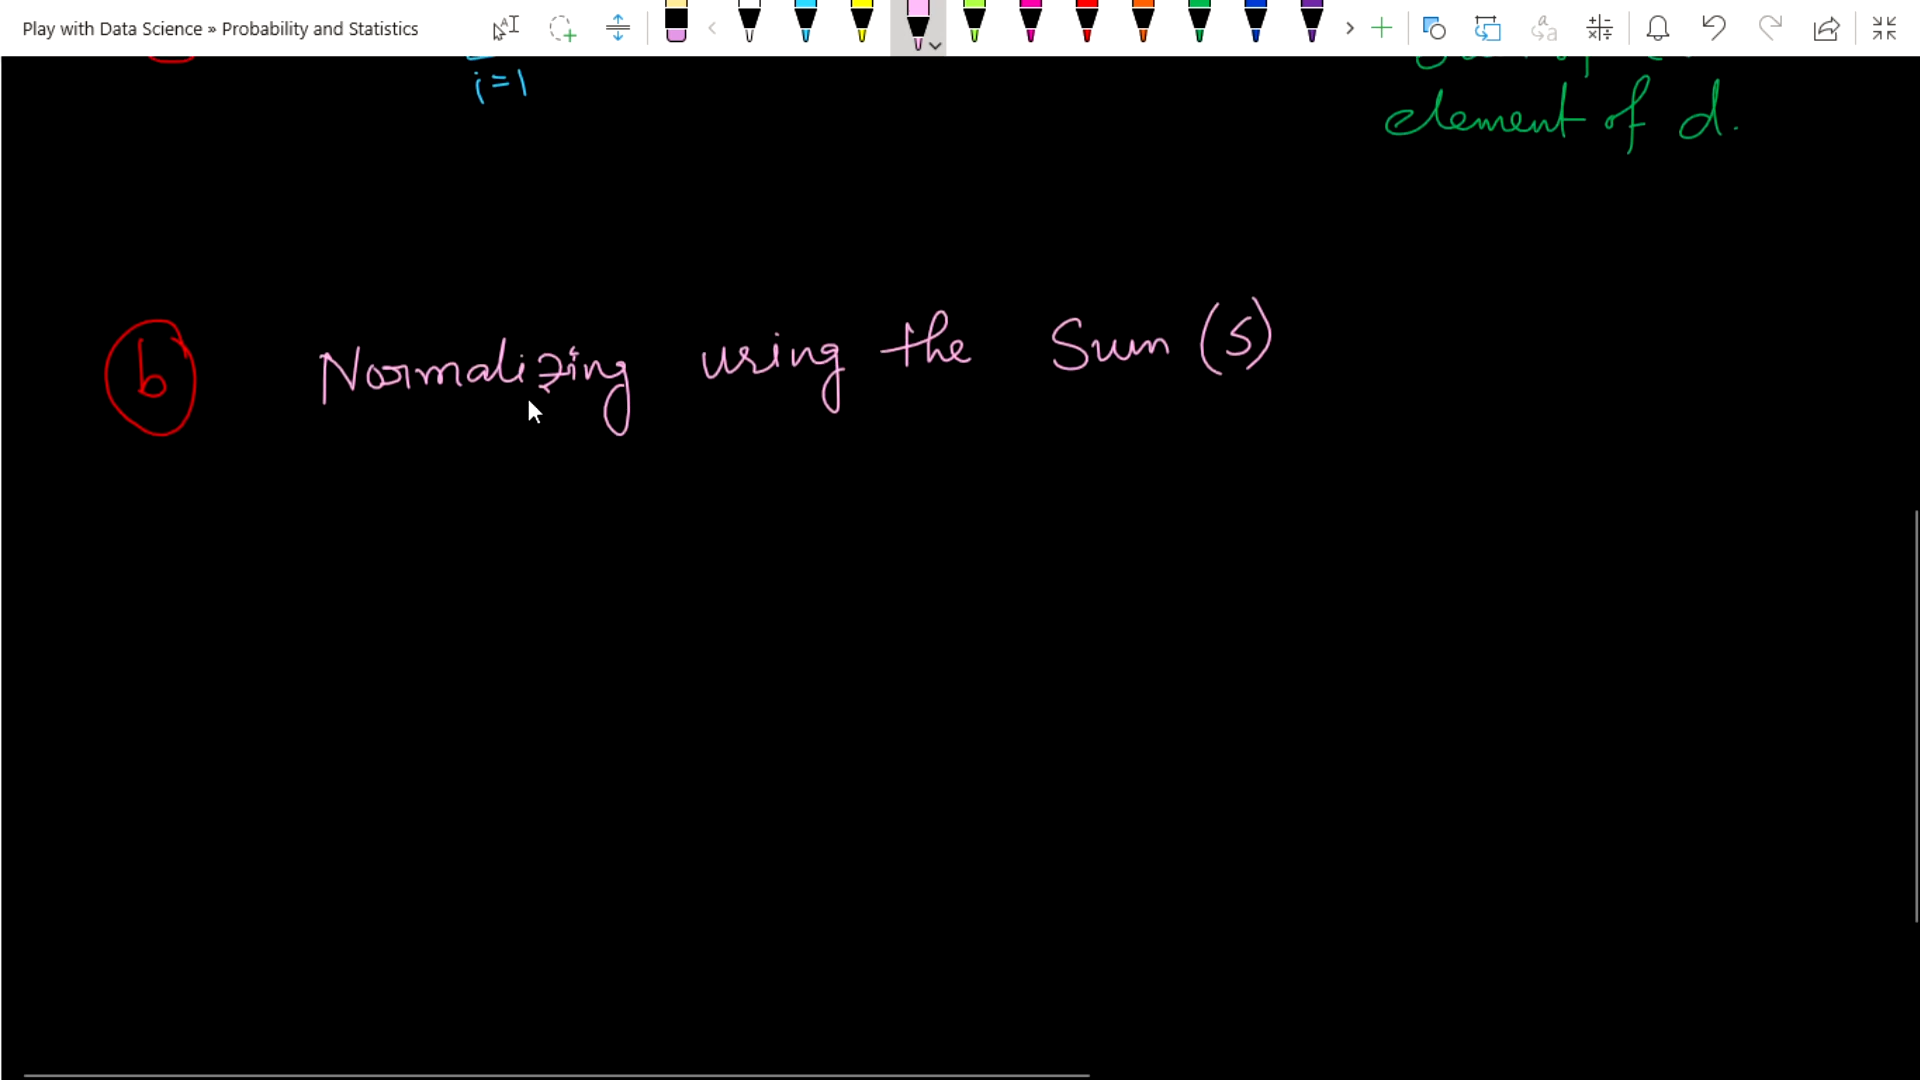 Play with Data Science » Probability and Statistics
i=1
element of d.
b Normalizing using the Sum (S)